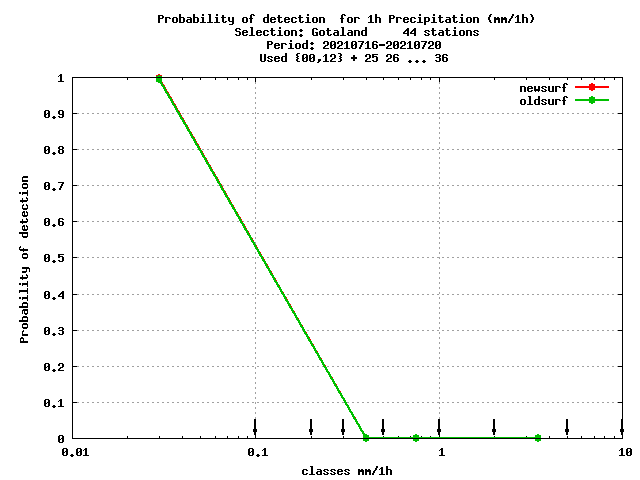 Probability of detection  for 1h Precipitation (mm/1h)
Selection: Gotaland     44 stations
Period: 20210716-20210720
Used {00,12} + 25 26 ... 36
newsurf
oldsurf
Probability of detection
1
0.9
0.8
0.7
0.6
0.5
0.4
0.3
0.2
0.1
0
0.01
0.1
1
10
classes mm/1h